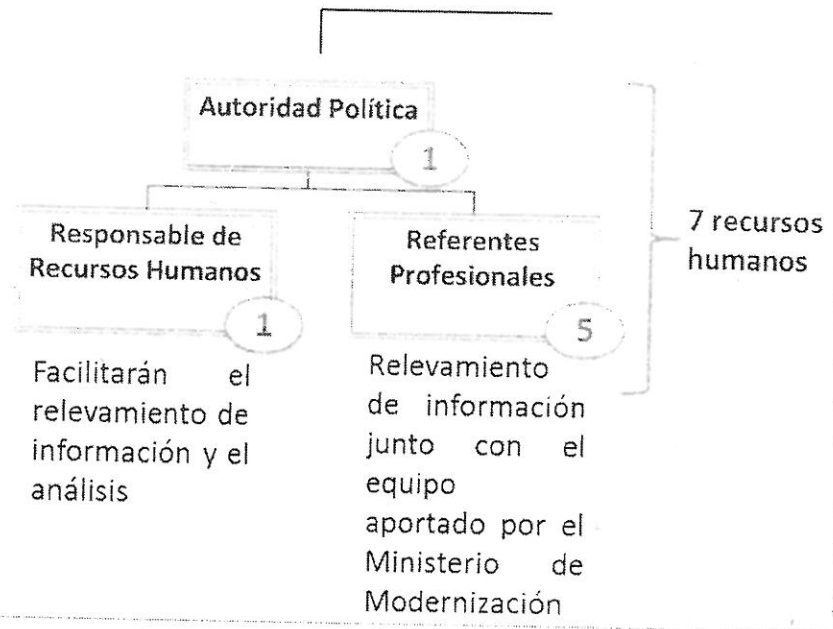 Autoridad Política
1
Responsable de
Recursos Humanos
1
Facilitarán el
relevamiento de
información y el
análisis
Referentes
Profesionales
5
Relevamiento
de información
junto con el
equipo
aportado por el
Ministerio de
Modernización
7 recursos
humanos